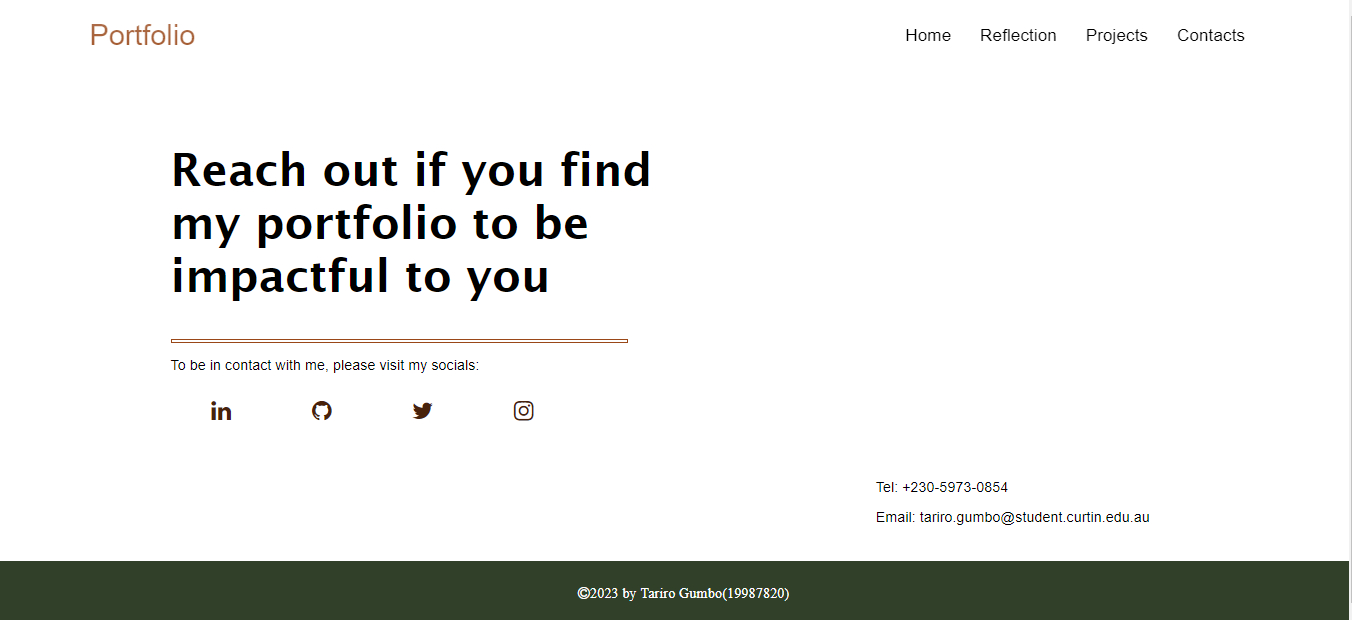 Portfolio
Home Reflection Projects Contacts
Reach out if you find
my portfolio to be
impactful to you
To be in contact with me, please visit my socials:
in
Tel: +230-5973-0854
Email: tariro.gumbo@student.curtin.edu.au
©2023 by Tariro Gumbo(19987820)